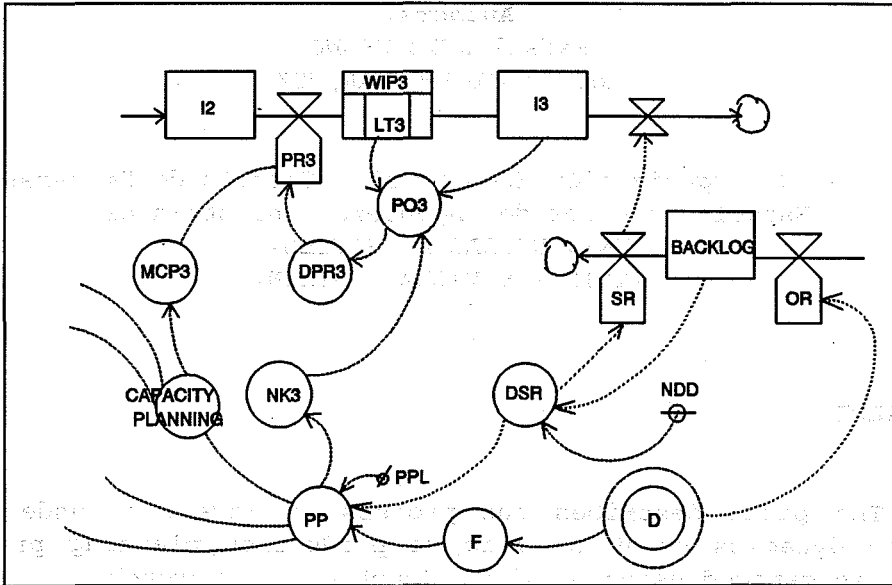 WIP3
I2
LT3
I3
PR3
PO3
MCP3
DPR3
BACKLOG
SR
OR
CAPACITY
PLANNING
NK3
DSR
NDD
PPL
PP
F
D